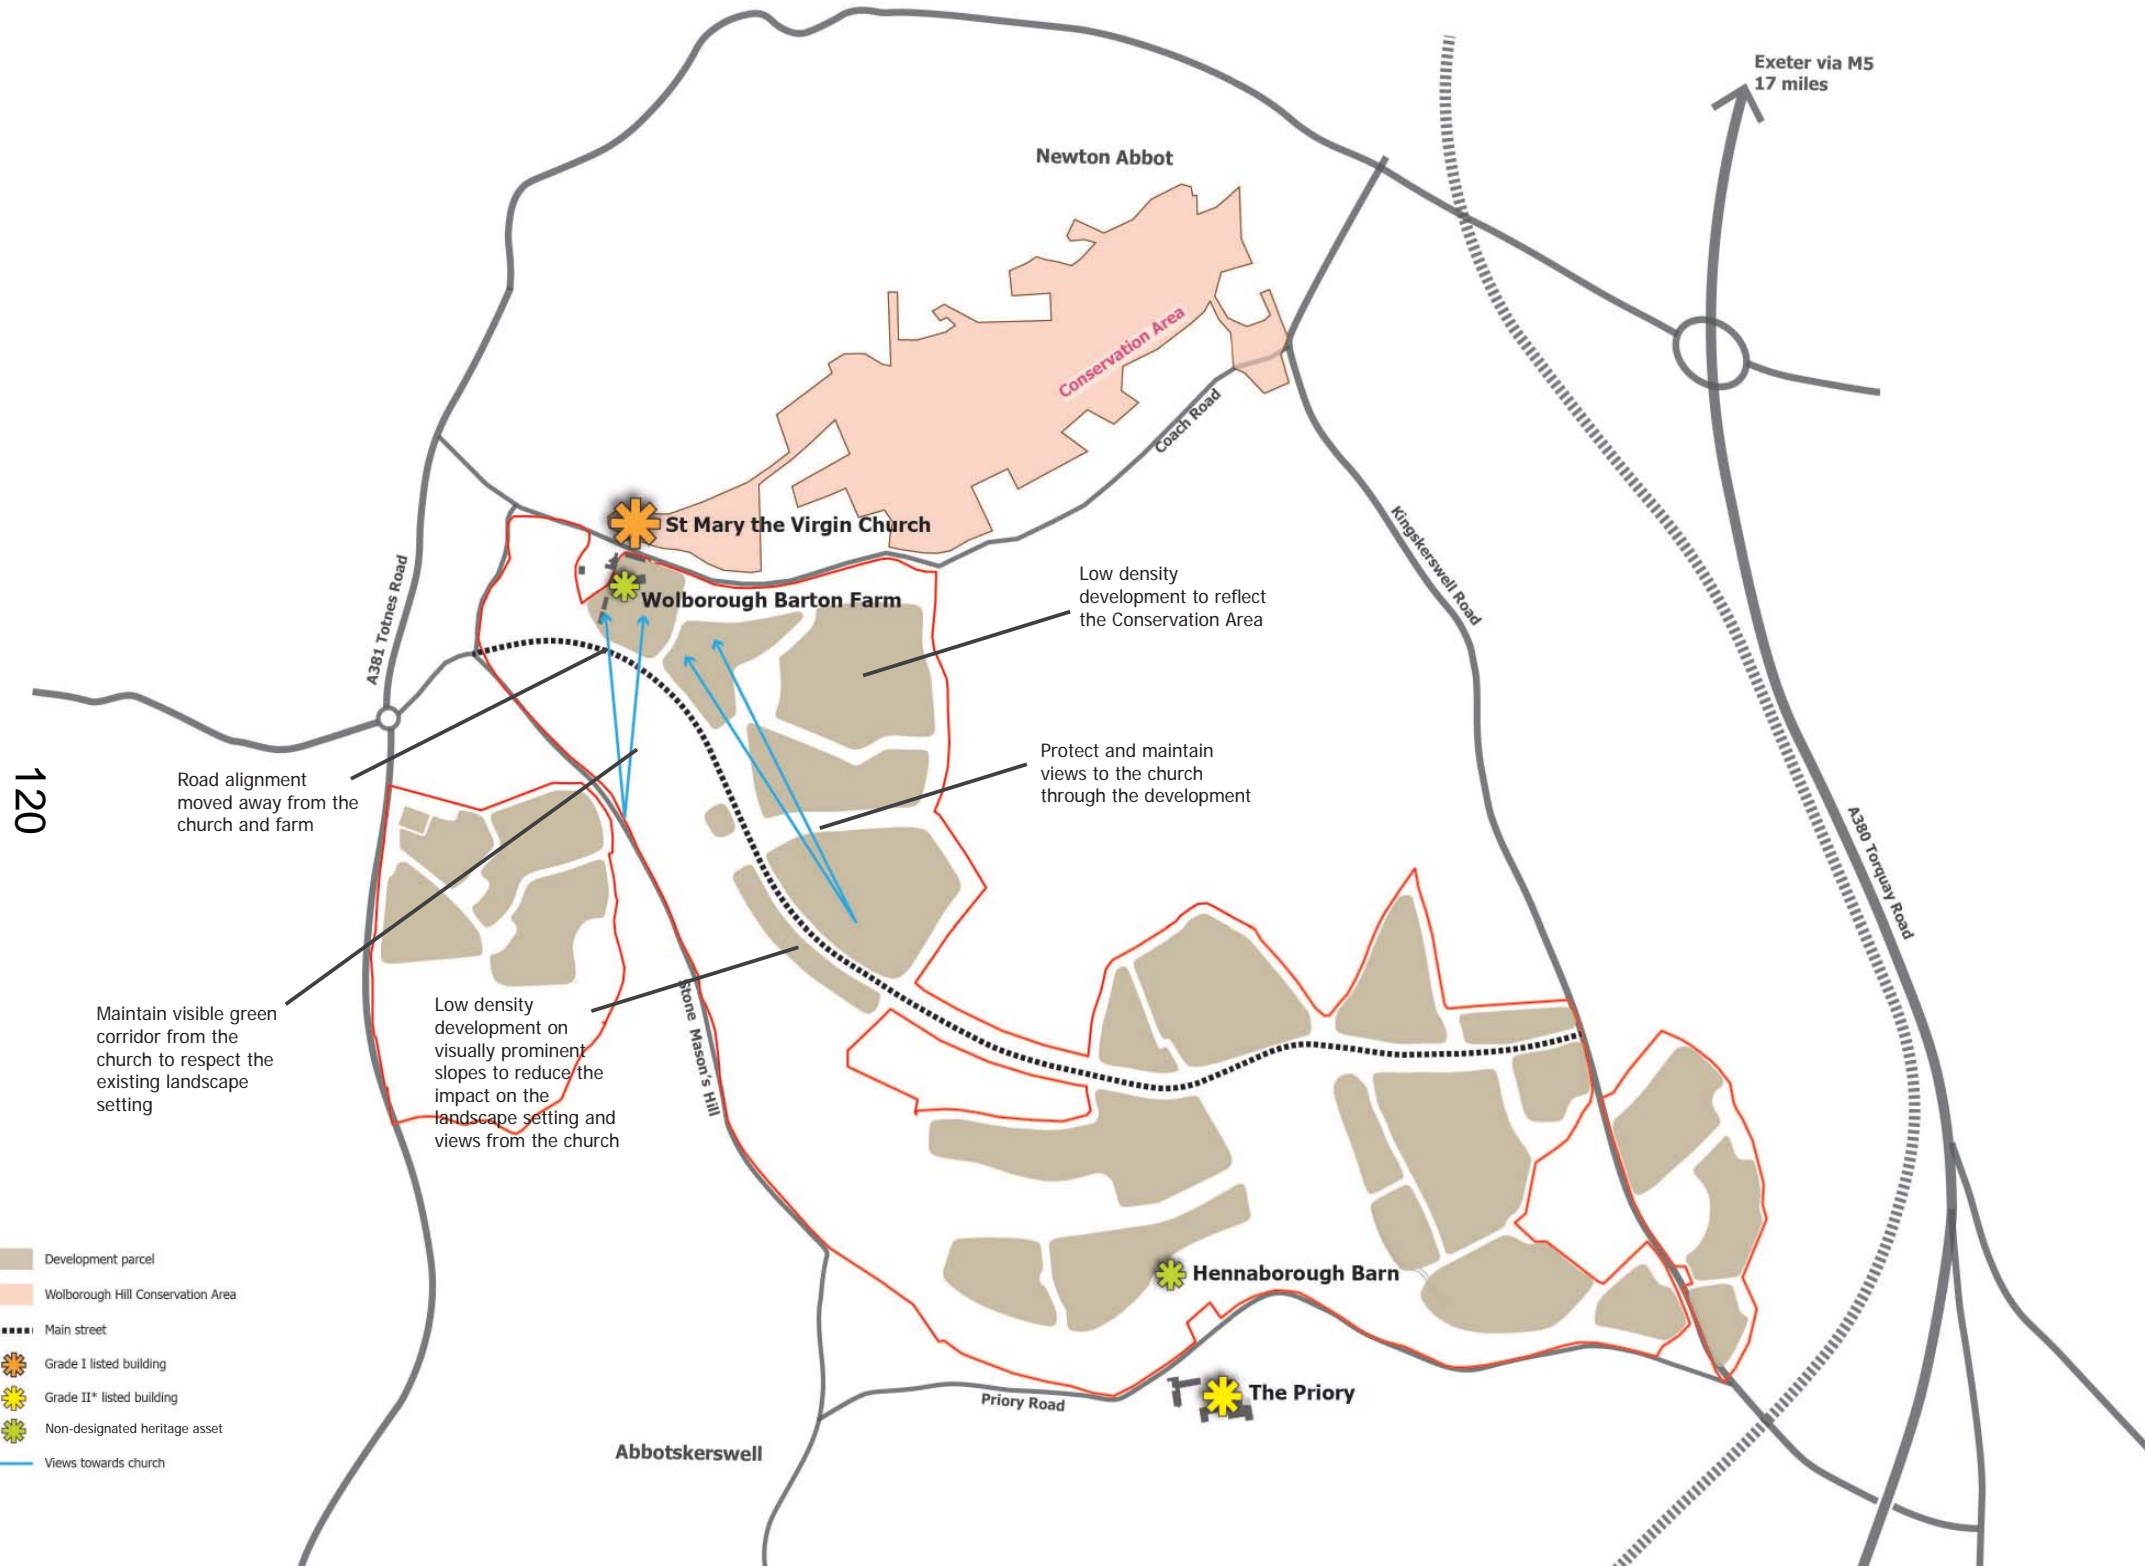 Exeter via M5
17 miles
Newton Abbot
Conservation Area
Coach Road
St Mary the Virgin Church
Kingskerswell Road
A381 Totnes Road
Wolborough Barton Farm
Low density
development to reflect
the Conservation Area
Protect and maintain
views to the church
through the development
Road alignment
moved away from the
church and farm
120
A380 Torquay Road
Maintain visible green
corridor from the
church to respect the
existing landscape
setting
Low density
development on
visually prominent
slopes to reduce the
impact on the
landscape setting and
views from the church
Stone Mason's Hill
Hennaborough Barn
The Priory
Priory Road
Abbotskerswell
Development parcel
Wolborough Hill Conservation Area
Main street
Grade I listed building
Grade II* listed building
Non-designated heritage asset
Views towards church